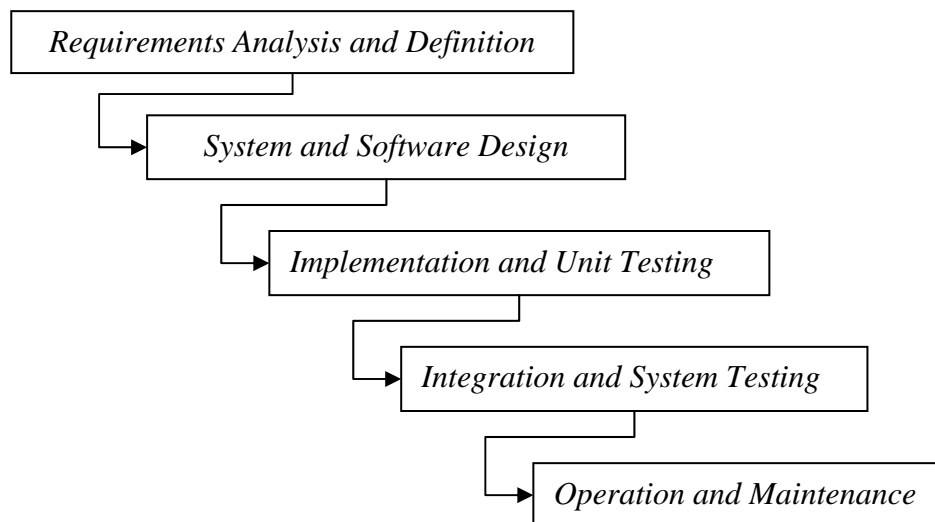 Requirements Analysis and Definition
System and Software Design
Implementation and Unit Testing
Integration and System Testing
Operation and Maintenance